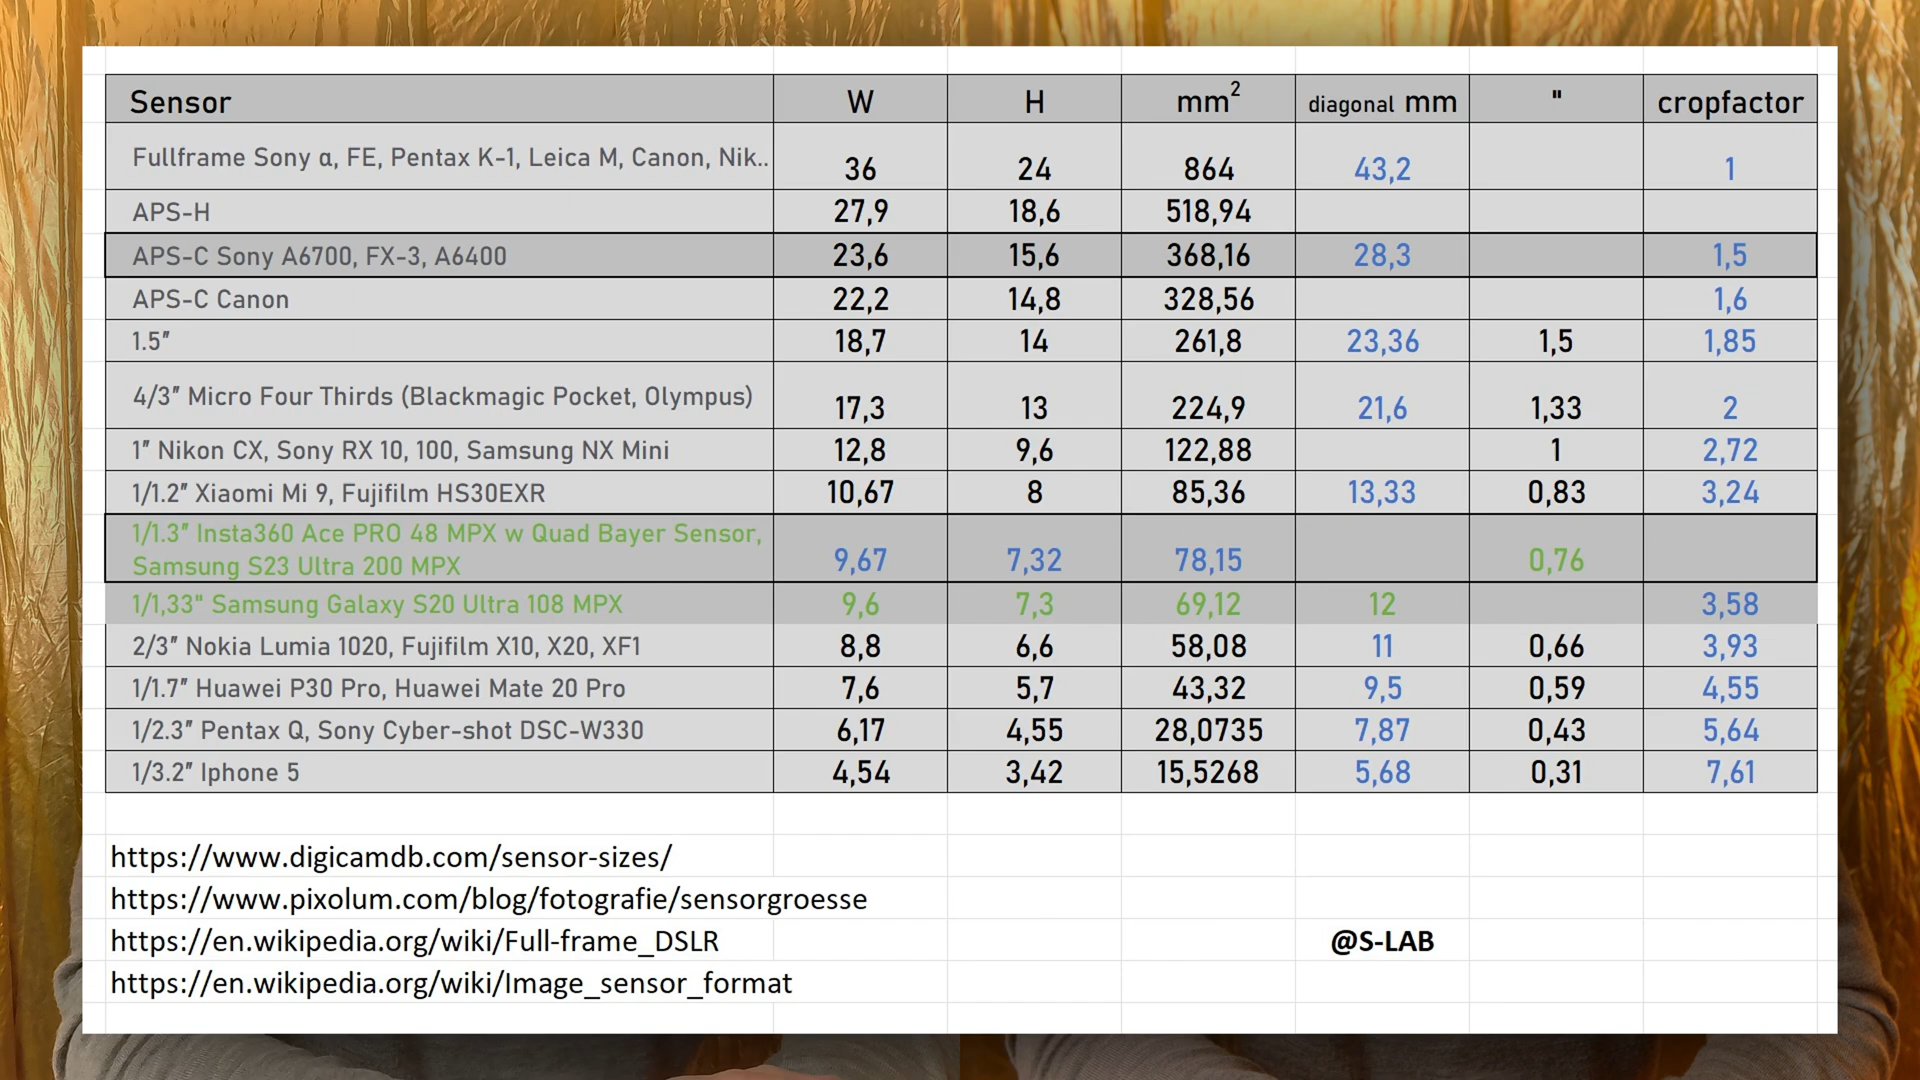 Sensor W H mm² diagonal mm " cropfactor
Fullframe Sony α, FE, Pentax K-1, Leica M, Canon, Nik.. 36 24 864 43,2 1
APS-H 27,9 18,6 518,94
APS-C Sony A6700, FX-3, A6400 23,6 15,6 368,16 28,3 1,5
APS-C Canon 22,2 14,8 328,56 1,6
1.5″ 18,7 14 261,8 23,36 1,5 1,85
4/3″ Micro Four Thirds (Blackmagic Pocket, Olympus) 17,3 13 224,9 21,6 1,33 2
1″ Nikon CX, Sony RX 10, 100, Samsung NX Mini 12,8 9,6 122,88 1 2,72
1/1.2″ Xiaomi Mi 9, Fujifilm HS30EXR 10,67 8 85,36 13,33 0,83 3,24
1/1.3″ Insta360 Ace PRO 48 MPX w Quad Bayer Sensor,
Samsung S23 Ultra 200 MPX 9,67 7,32 78,15 0,76
1/1,33" Samsung Galaxy S20 Ultra 108 MPX 9,6 7,3 69,12 12 3,58
2/3″ Nokia Lumia 1020, Fujifilm X10, X20, XF1 8,8 6,6 58,08 11 0,66 3,93
1/1.7″ Huawei P30 Pro, Huawei Mate 20 Pro 7,6 5,7 43,32 9,5 0,59 4,55
1/2.3″ Pentax Q, Sony Cyber-shot DSC-W330 6,17 4,55 28,0735 7,87 0,43 5,64
1/3.2″ Iphone 5 4,54 3,42 15,5268 5,68 0,31 7,61
https://www.digicamdb.com/sensor-sizes/
https://www.pixolum.com/blog/fotografie/sensorgroesse
https://en.wikipedia.org/wiki/Full-frame_DSLR @S-LAB
https://en.wikipedia.org/wiki/Image_sensor_format